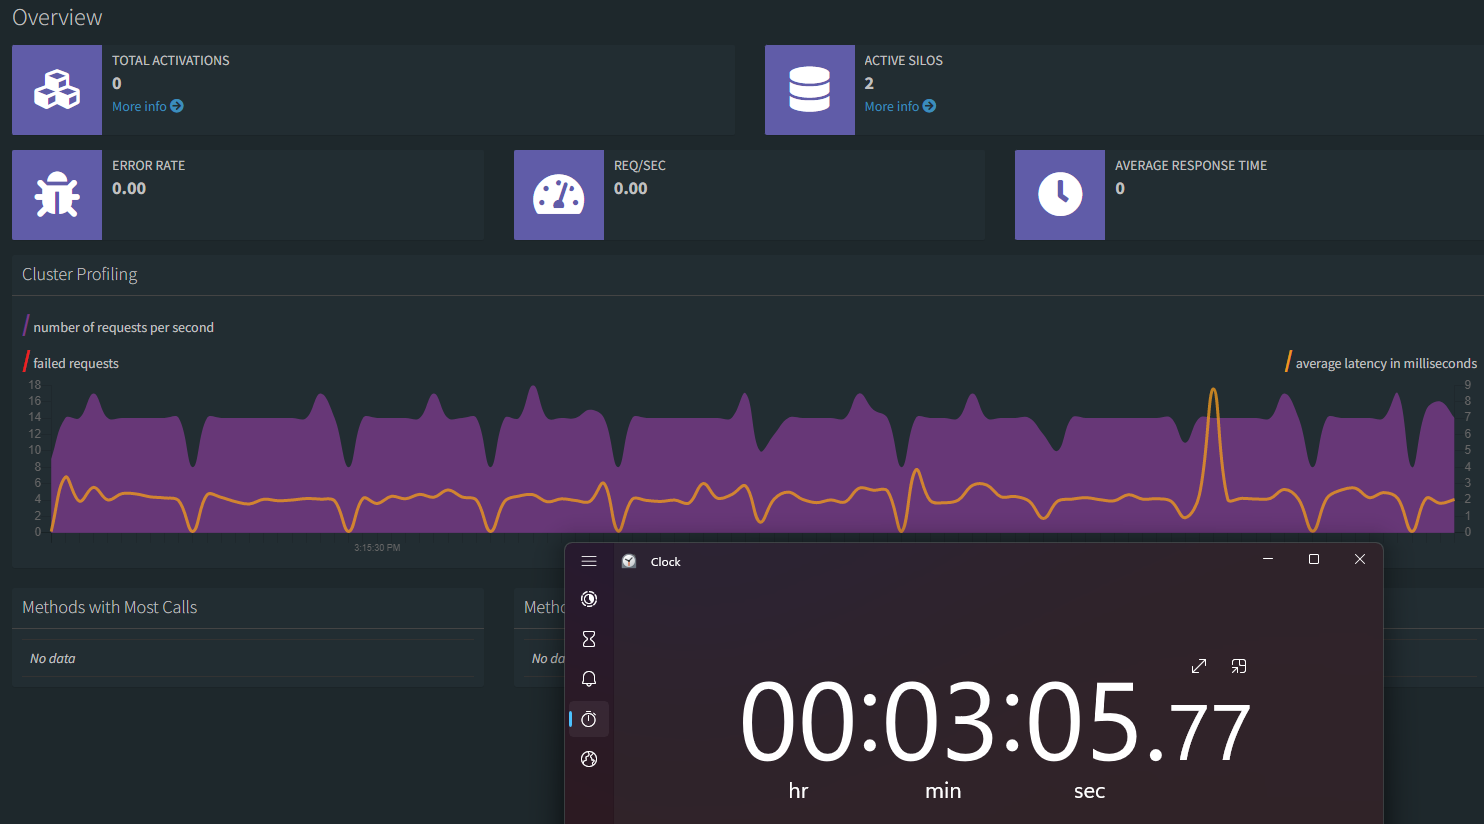 Overview
TOTAL ACTIVATIONS
0
More info
ACTIVE SILOS
2
More info
ERROR RATE
0.00
REQ/SEC
0.00
AVERAGE RESPONSE TIME
0
Cluster Profiling
number of requests per second
failed requests
average latency in milliseconds
18
16
14
12
10
8
6
4
2
0
9
8
7
6
5
4
3
2
1
0
3:15:30 PM
Methods with Most Calls
No data
Metho
No da
Clock
00:03:05.77
hr min sec